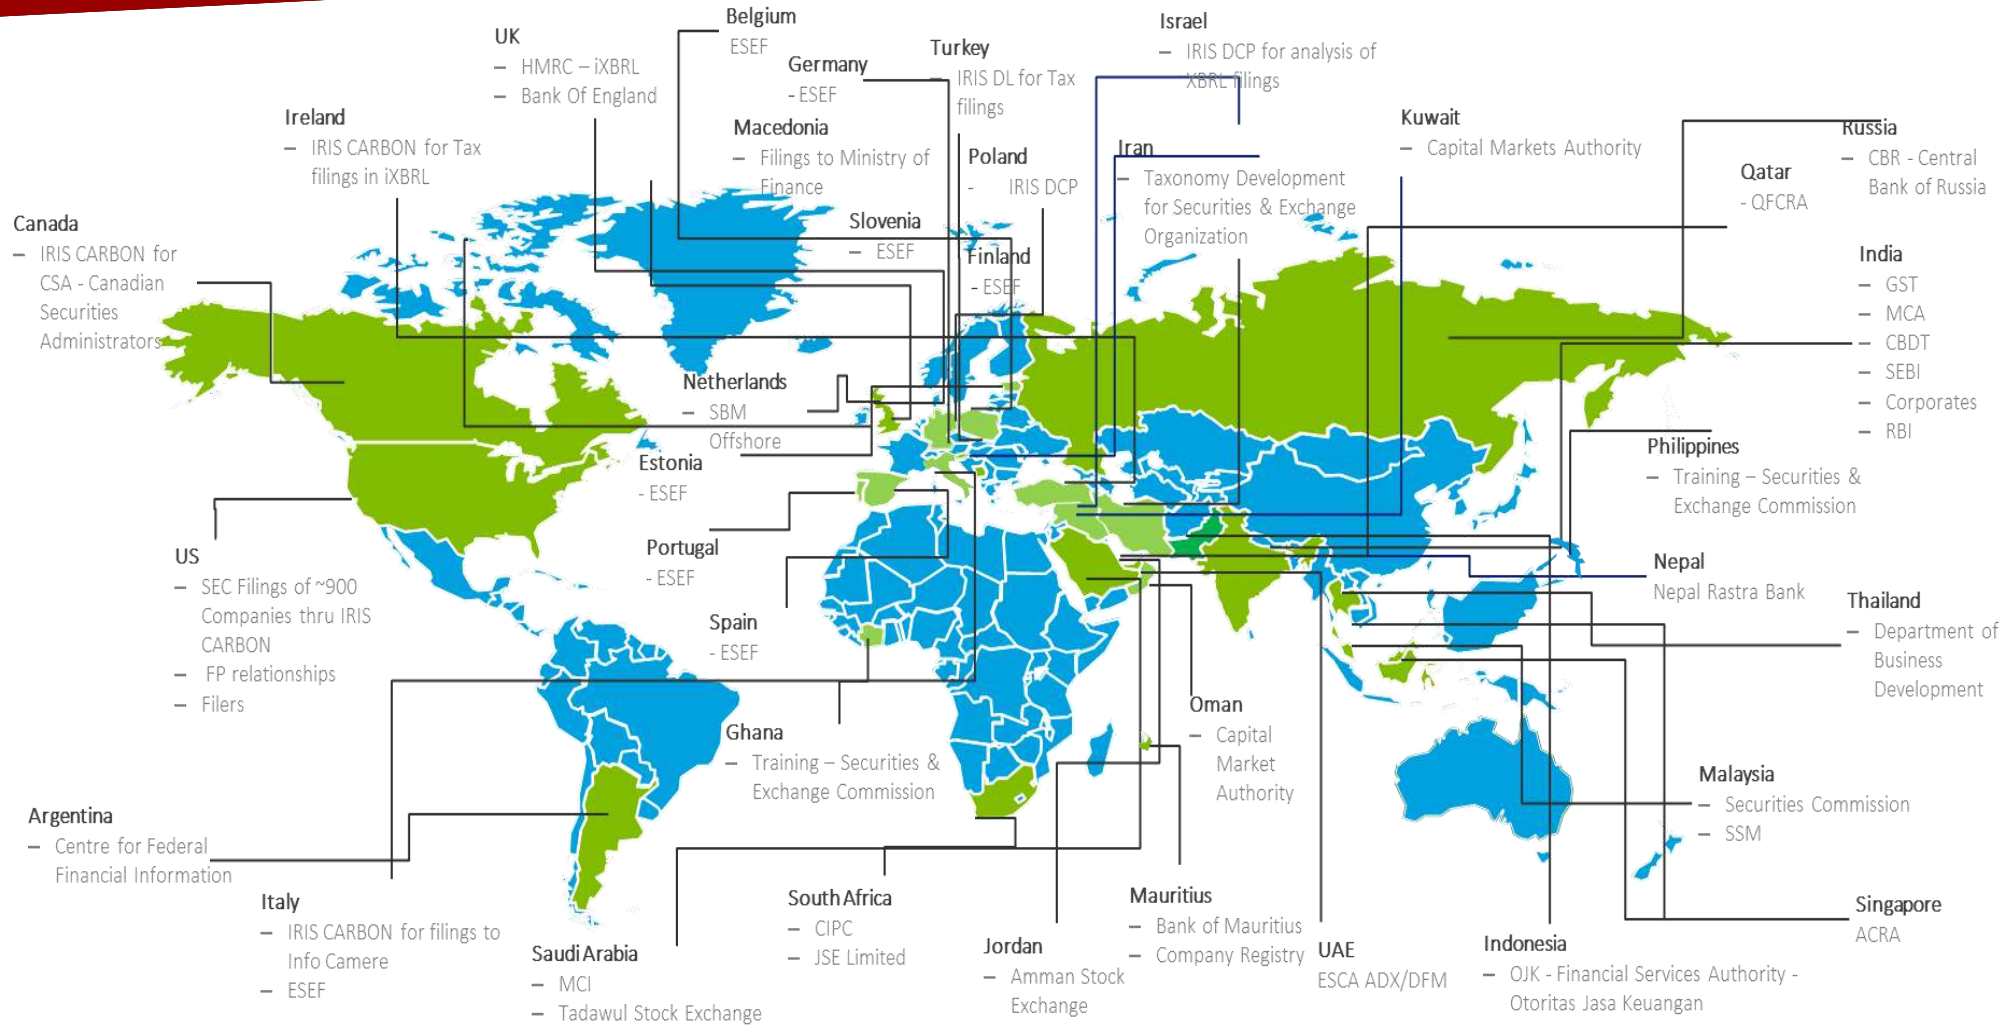 Belgium
ESEF
UK
– HMRC – iXBRL
– Bank Of England
Germany
- ESEF
Turkey
– IRIS DL for Tax
filings
Israel
– IRIS DCP for analysis of
XBRL filings
Ireland
– IRIS CARBON for Tax
filings in iXBRL
Macedonia
– Filings to Ministry of
Finance
Poland
- IRIS DCP
Iran
– Taxonomy Development
for Securities & Exchange
Organization
Kuwait
– Capital Markets Authority
Russia
– CBR - Central
Bank of Russia
Qatar
- QFCRA
Canada
– IRIS CARBON for
CSA - Canadian
Securities
Administrators
Slovenia
– ESEF
Finland
- ESEF
India
– GST
– MCA
– CBDT
– SEBI
– Corporates
– RBI
Netherlands
– SBM
Offshore
Estonia
- ESEF
Philippines
– Training – Securities &
Exchange Commission
US
– SEC Filings of ~900
Companies thru IRIS
CARBON
– FP relationships
– Filers
Portugal
- ESEF
Nepal
Nepal Rastra Bank
Spain
- ESEF
Thailand
– Department of
Business
Development
Ghana
– Training – Securities &
Exchange Commission
Oman
– Capital
Market
Authority
Malaysia
– Securities Commission
– SSM
Argentina
– Centre for Federal
Financial Information
Italy
– IRIS CARBON for filings to
Info Camere
– ESEF
Saudi Arabia
– MCI
– Tadawul Stock Exchange
South Africa
– CIPC
– JSE Limited
Jordan
– Amman Stock
Exchange
Mauritius
– Bank of Mauritius
– Company Registry
UAE
ESCA ADX/DFM
Indonesia
– OJK - Financial Services Authority -
Otoritas Jasa Keuangan
Singapore
ACRA